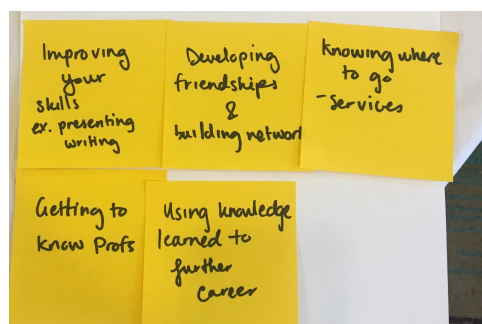 Improving
your
skills
ex. presenting
writing
Developing
friendships
&
building network
Knowing where
to go
- services
Getting to
know Profs
Using knowledge
learned to
further
career